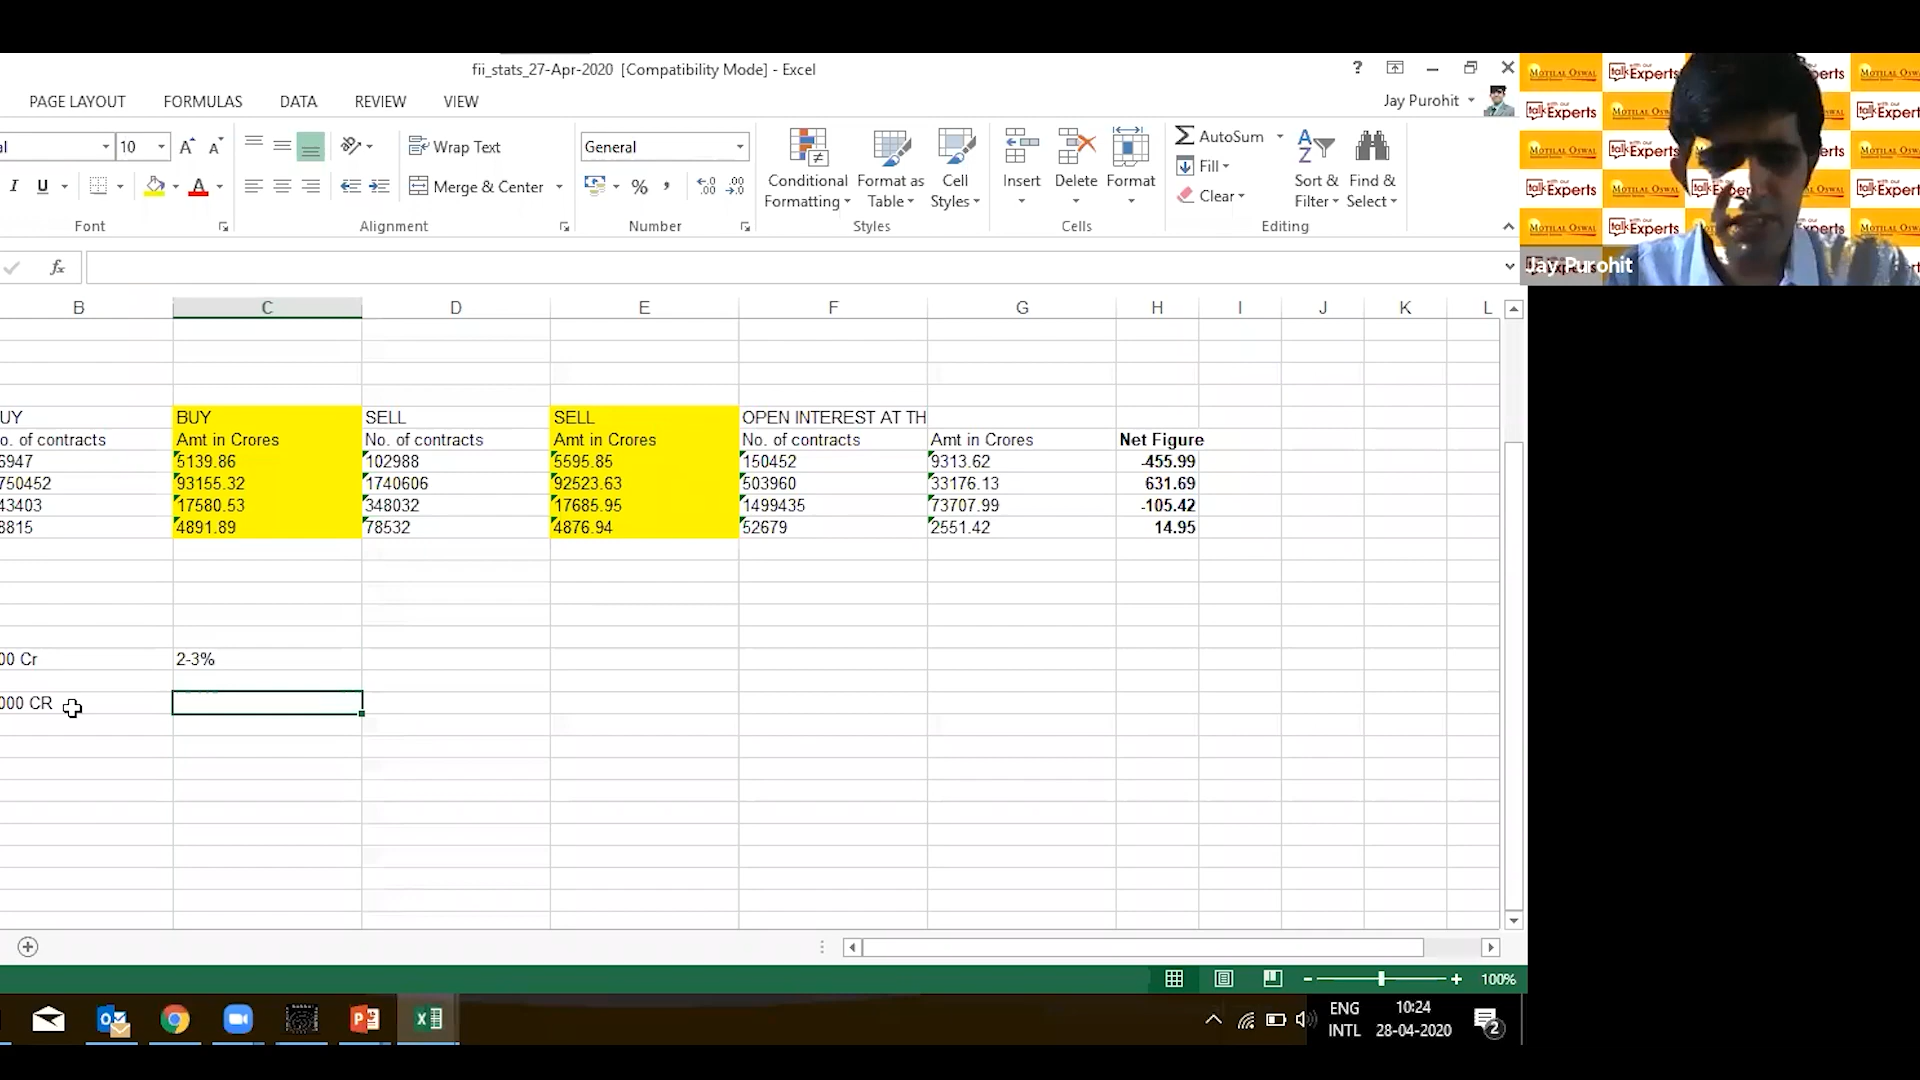 fii_stats_27-Apr-2020 [Compatibility Mode] - Excel
?
PAGE LAYOUT FORMULAS DATA REVIEW VIEW
Jay Purohit
10
Wrap Text
General
AutoSum
Merge & Center
Fill
Clear
Conditional Formatting
Format as Table
Cell Styles
Insert
Delete
Format
Sort & Filter
Find & Select
Font Alignment Number Styles Cells Editing
fx
B C D E F G H I J K L
UY BUY SELL SELL OPEN INTEREST AT TH
o. of contracts Amt in Crores No. of contracts Amt in Crores No. of contracts Amt in Crores Net Figure
6947 5139.86 102988 5595.85 150452 9313.62 -455.99
750452 93155.32 1740606 92523.63 503960 33176.13 631.69
43403 17580.53 348032 17685.95 1499435 73707.99 -105.42
8815 4891.89 78532 4876.94 52679 2551.42 14.95
00 Cr 2-3%
000 CR
100%
ENG
INTL
10:24
28-04-2020
2
MOTILAL OSWAL
talk with our Experts
Jay Purohit